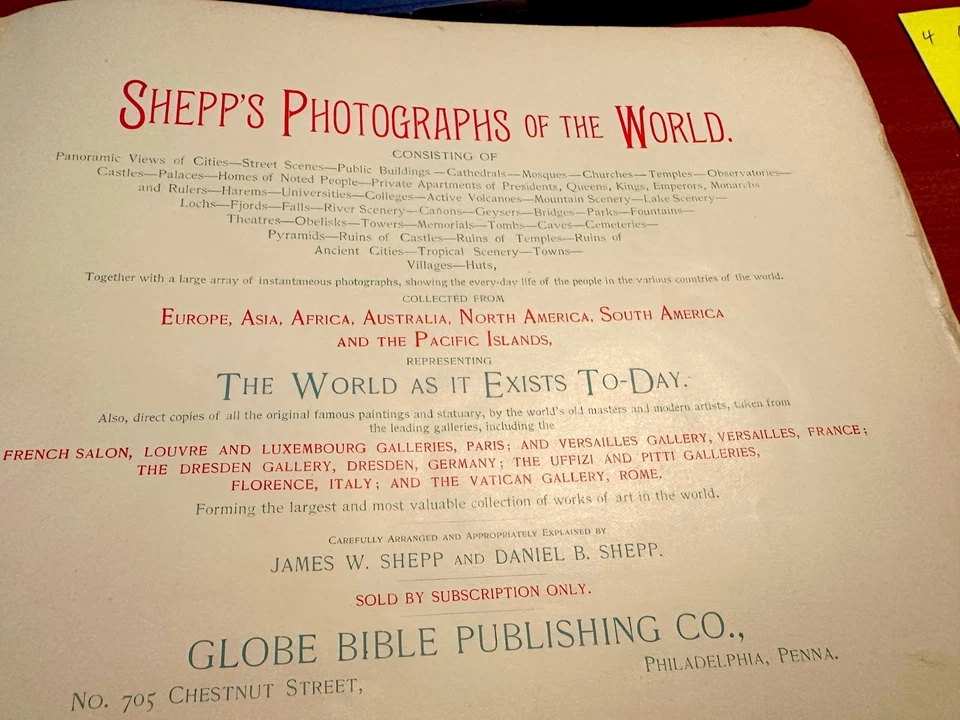 SHEPP'S PHOTOGRAPHS OF THE WORLD.
CONSISTING OF
Panoramic Views of Cities—Street Scenes—Public Buildings—Cathedrals—Mosques—Churches—Temples—Observatories—
Castles—Palaces—Homes of Noted People—Private Apartments of Presidents, Queens, Kings, Emperors, Monarchs
and Rulers—Harems—Universities—Colleges—Active Volcanoes—Mountain Scenery—Lake Scenery—
Lochs—Fjords—Falls—River Scenery—Cañons—Geysers—Bridges—Parks—Fountains—
Theatres—Obelisks—Towers—Memorials—Tombs—Caves—Cemeteries—
Pyramids—Ruins of Castles—Ruins of Temples—Ruins of
Ancient Cities—Tropical Scenery—Towns—
Villages—Huts,
Together with a large array of instantaneous photographs, showing the every-day life of the people in the various countries of the world.
COLLECTED FROM
EUROPE, ASIA, AFRICA, AUSTRALIA, NORTH AMERICA, SOUTH AMERICA
AND THE PACIFIC ISLANDS,
REPRESENTING
THE WORLD AS IT EXISTS TO-DAY.
Also, direct copies of all the original famous paintings and statuary, by the world's old masters and modern artists, taken from
the leading galleries, including the
FRENCH SALON, LOUVRE AND LUXEMBOURG GALLERIES, PARIS; AND VERSAILLES GALLERY, VERSAILLES, FRANCE;
THE DRESDEN GALLERY, DRESDEN, GERMANY; THE UFFIZI AND PITTI GALLERIES,
FLORENCE, ITALY; AND THE VATICAN GALLERY, ROME.
Forming the largest and most valuable collection of works of art in the world.
CAREFULLY ARRANGED AND APPROPRIATELY EXPLAINED BY
JAMES W. SHEPP AND DANIEL B. SHEPP.
SOLD BY SUBSCRIPTION ONLY.
GLOBE BIBLE PUBLISHING CO.,
No. 705 CHESTNUT STREET,
PHILADELPHIA, PENNA.
4